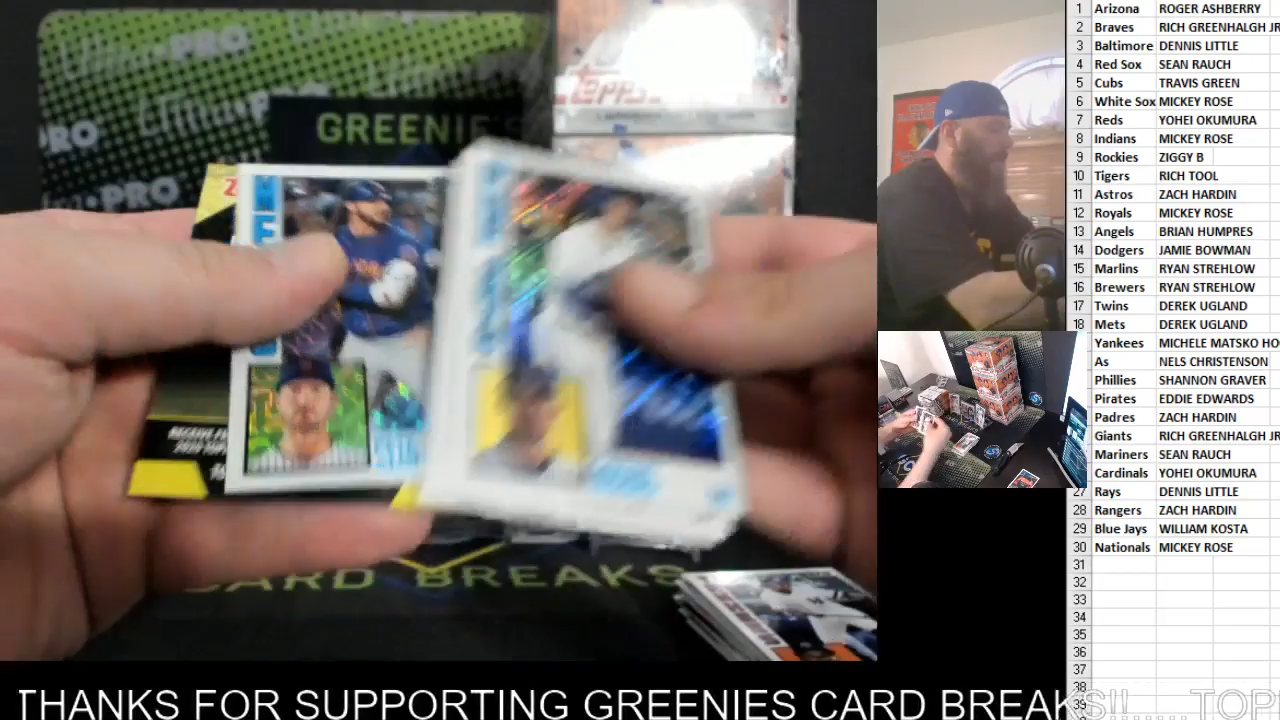 Ultra•PRO
GREENIES
TOPPS
PRO
PRO
CARD BREAKS
1 Arizona ROGER ASHBERRY
2 Braves RICH GREENHALGH JR
3 Baltimore DENNIS LITTLE
4 Red Sox SEAN RAUCH
5 Cubs TRAVIS GREEN
6 White Sox MICKEY ROSE
7 Reds YOHEI OKUMURA
8 Indians MICKEY ROSE
9 Rockies ZIGGY B
10 Tigers RICH TOOL
11 Astros ZACH HARDIN
12 Royals MICKEY ROSE
13 Angels BRIAN HUMPRES
14 Dodgers JAMIE BOWMAN
15 Marlins RYAN STREHLOW
16 Brewers RYAN STREHLOW
17 Twins DEREK UGLAND
18 Mets DEREK UGLAND
Yankees MICHELE MATSKO HO
As NELS CHRISTENSON
Phillies SHANNON GRAVER
Pirates EDDIE EDWARDS
Padres ZACH HARDIN
Giants RICH GREENHALGH JR
Mariners SEAN RAUCH
Cardinals YOHEI OKUMURA
27 Rays DENNIS LITTLE
28 Rangers ZACH HARDIN
29 Blue Jays WILLIAM KOSTA
30 Nationals MICKEY ROSE
31
32
33
34
35
36
37
38
39
THANKS FOR SUPPORTING GREENIES CARD BREAKS!!...... TOP